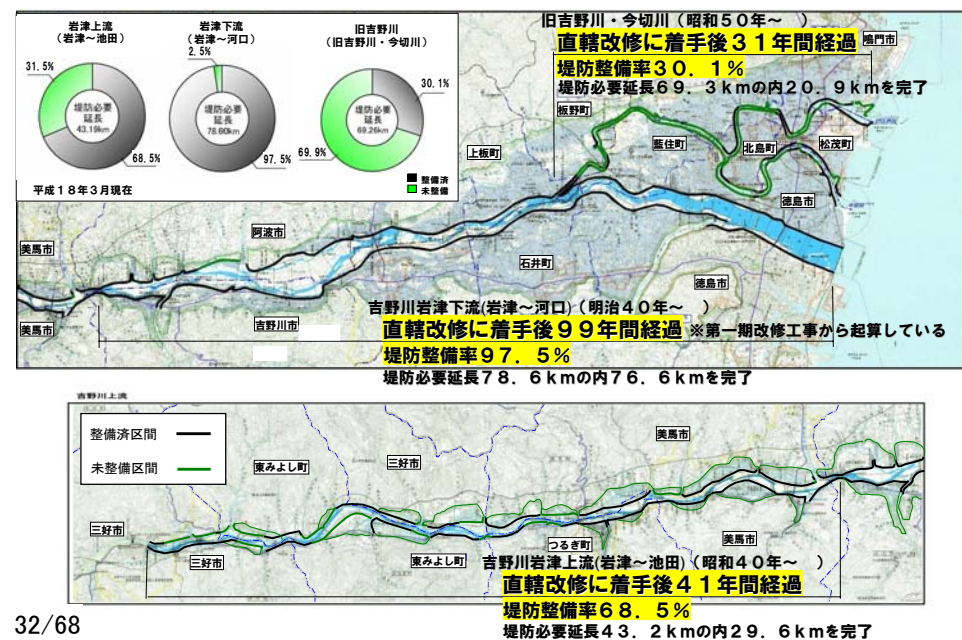 岩津上流
(岩津～池田)
31.5%
堤防必要
延長
43.19km
68.5%
岩津下流
(岩津～河口)
2.5%
堤防必要
延長
78.60km
97.5%
旧吉野川
(旧吉野川・今切川)
30.1%
堤防必要
延長
69.26km
69.9%
整備済
未整備
平成１８年３月現在
旧吉野川・今切川（昭和５０年～　）
直轄改修に着手後３１年間経過
堤防整備率３０．１％
堤防必要延長６９．３kmの内２０．９kmを完了
鳴門市
板野町
上板町
藍住町
北島町
松茂町
徳島市
阿波市
美馬市
石井町
徳島市
美馬市
吉野川市
吉野川岩津下流(岩津～河口)（明治４０年～　）
直轄改修に着手後９９年間経過 ※第一期改修工事から起算している
堤防整備率９７．５％
堤防必要延長７８．６kmの内７６．６kmを完了
吉野川上流
整備済区間
未整備区間
東みよし町
三好市
美馬市
三好市
三好市
東みよし町
つるぎ町
美馬市
吉野川岩津上流(岩津～池田)（昭和４０年～　）
直轄改修に着手後４１年間経過
堤防整備率６８．５％
堤防必要延長４３．２kmの内２９．６kmを完了
32/68